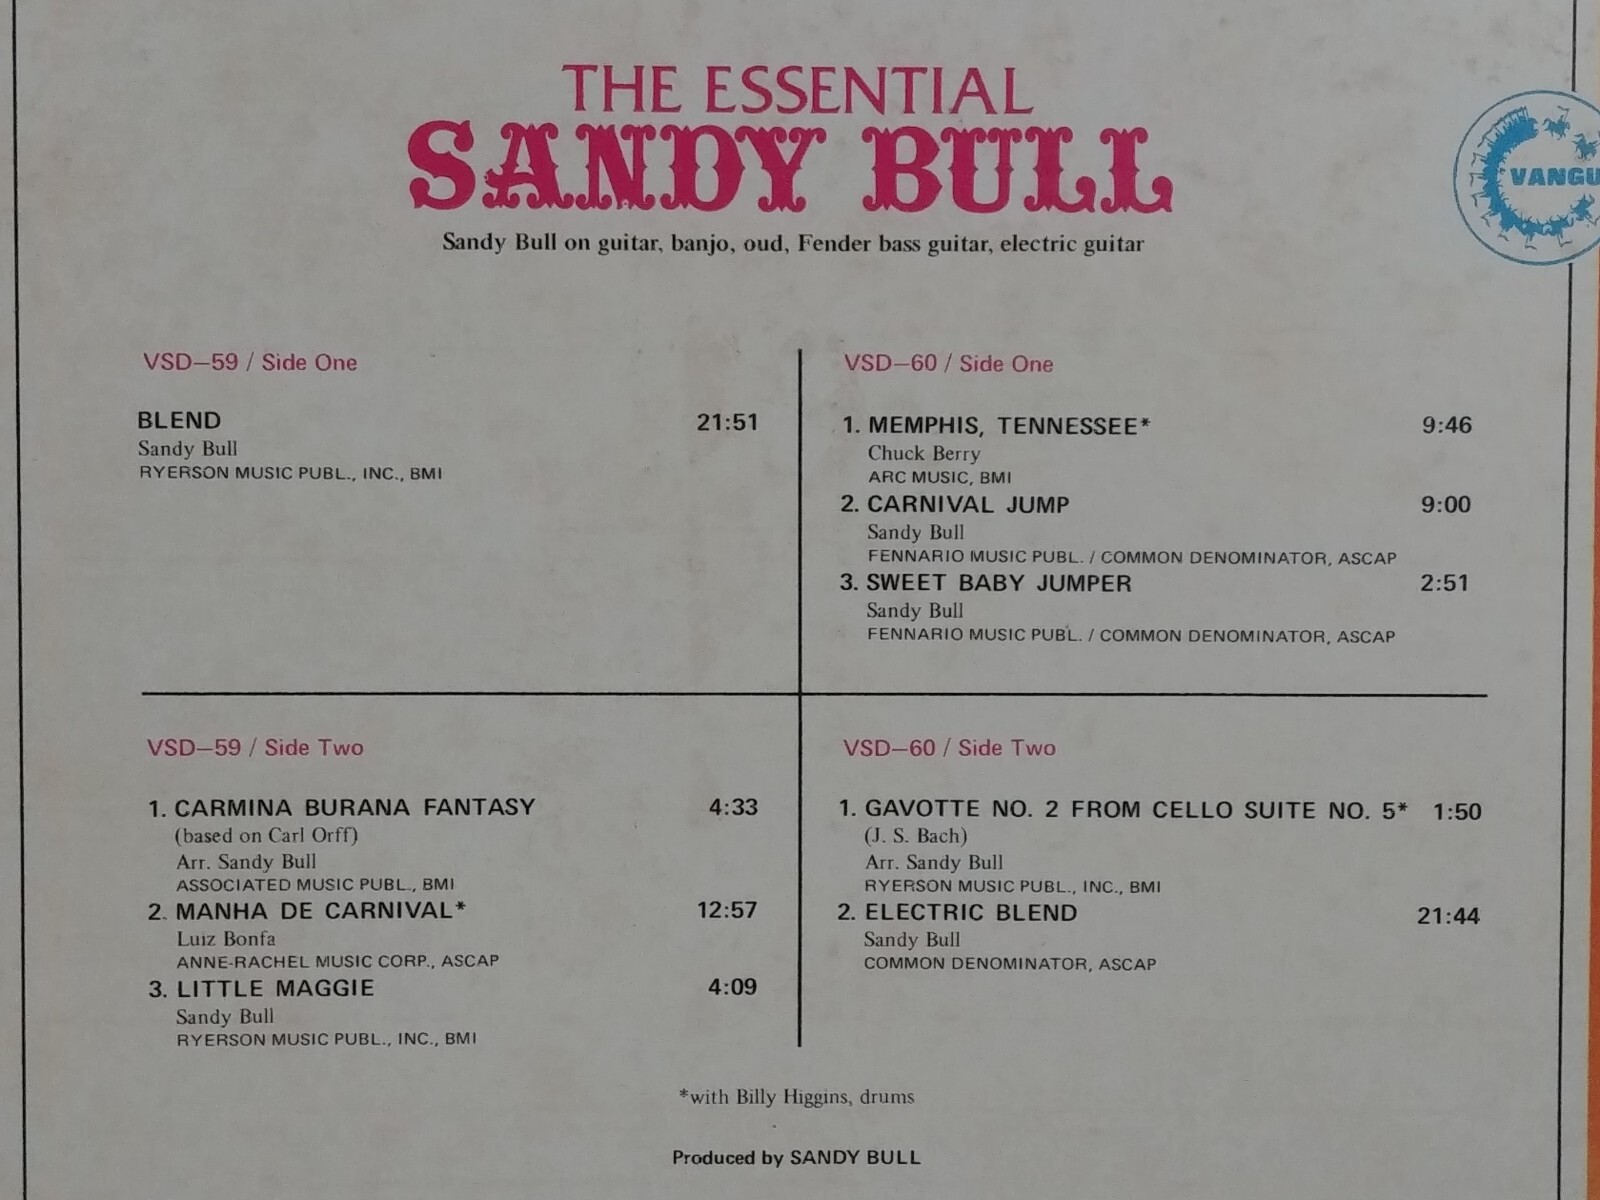 THE ESSENTIAL
SANDY BULL
Sandy Bull on guitar, banjo, oud, Fender bass guitar, electric guitar
VANGU
VSD—59 / Side One
BLEND 21:51
Sandy Bull
RYERSON MUSIC PUBL., INC., BMI
VSD—60 / Side One
1. MEMPHIS, TENNESSEE* 9:46
Chuck Berry
ARC MUSIC, BMI
2. CARNIVAL JUMP 9:00
Sandy Bull
FENNARIO MUSIC PUBL. / COMMON DENOMINATOR, ASCAP
3. SWEET BABY JUMPER 2:51
Sandy Bull
FENNARIO MUSIC PUBL. / COMMON DENOMINATOR, ASCAP
VSD—59 / Side Two
1. CARMINA BURANA FANTASY 4:33
(based on Carl Orff)
Arr. Sandy Bull
ASSOCIATED MUSIC PUBL., BMI
2. MANHA DE CARNIVAL* 12:57
Luiz Bonfa
ANNE-RACHEL MUSIC CORP., ASCAP
3. LITTLE MAGGIE 4:09
Sandy Bull
RYERSON MUSIC PUBL., INC., BMI
VSD—60 / Side Two
1. GAVOTTE NO. 2 FROM CELLO SUITE NO. 5* 1:50
(J. S. Bach)
Arr. Sandy Bull
RYERSON MUSIC PUBL., INC., BMI
2. ELECTRIC BLEND 21:44
Sandy Bull
COMMON DENOMINATOR, ASCAP
*with Billy Higgins, drums
Produced by SANDY BULL